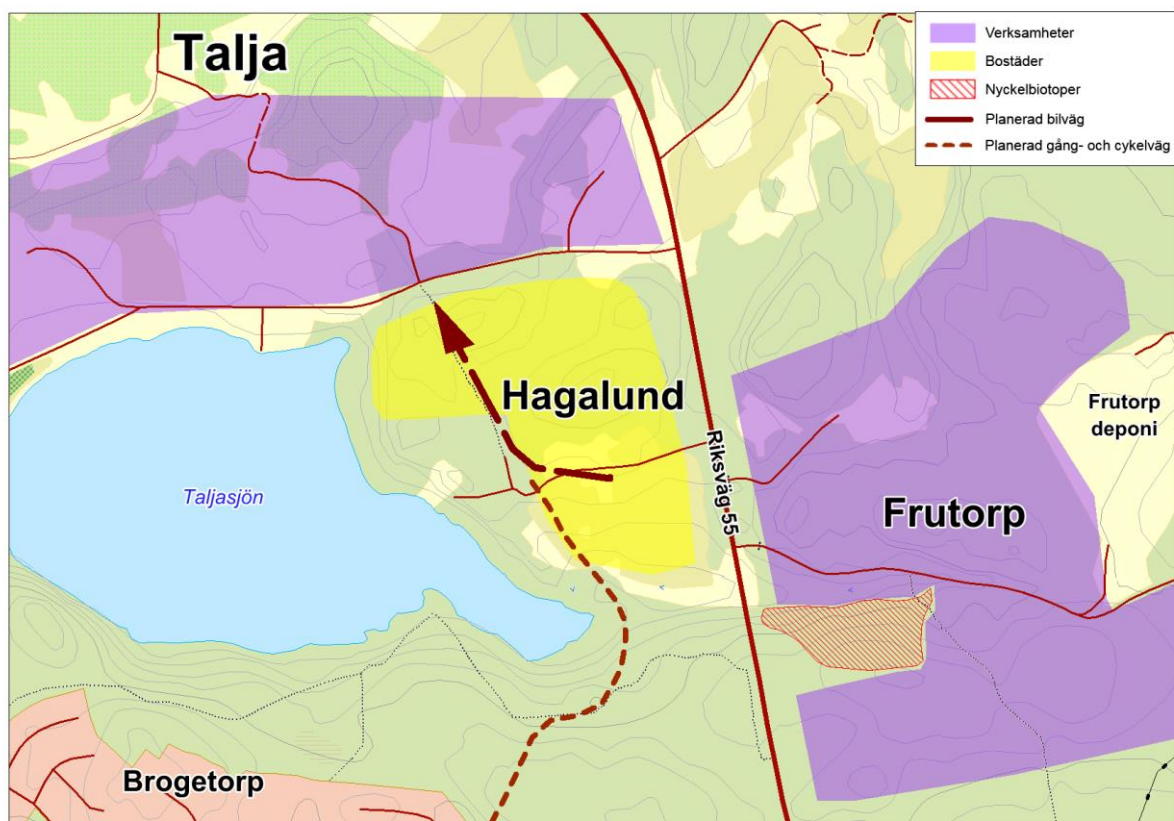 Talja
Verksamheter
Bostäder
Nyckelbiotoper
Planerad bilväg
Planerad gång- och cykelväg
Hagalund
Riksväg 55
Frutorp
deponi
Taljasjön
Frutorp
Brogetorp